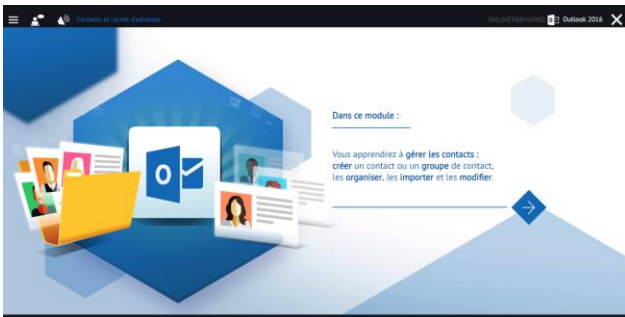 Contacts et carnet d'adresses
ONLINEFORMAPRO Outlook 2016
Dans ce module :
Vous apprendrez à gérer les contacts :
créer un contact ou un groupe de contact,
les organiser, les importer et les modifier.